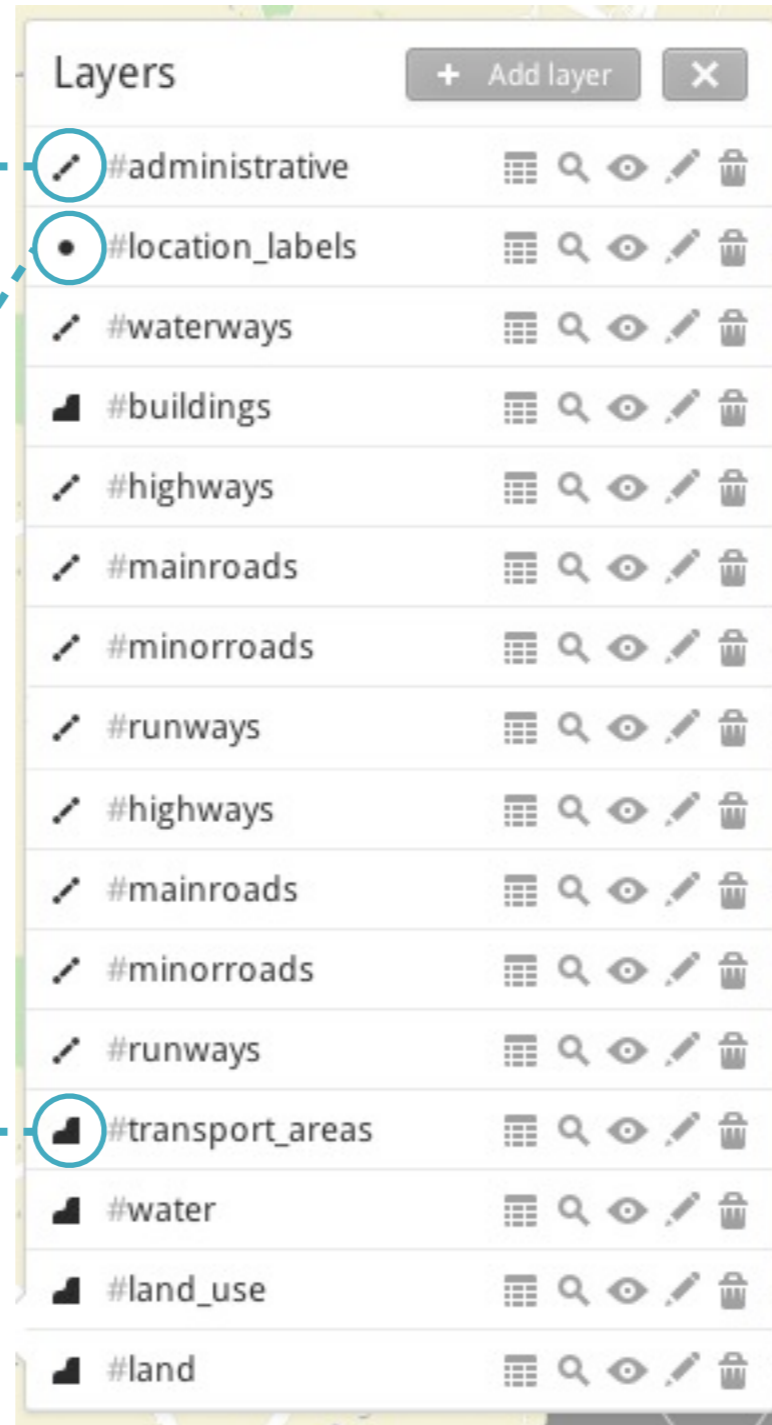 Layers
+ Add layer
#administrative
#location_labels
#waterways
#buildings
#highways
#mainroads
#minorroads
#runways
#highways
#mainroads
#minorroads
#runways
#transport_areas
#water
#land_use
#land